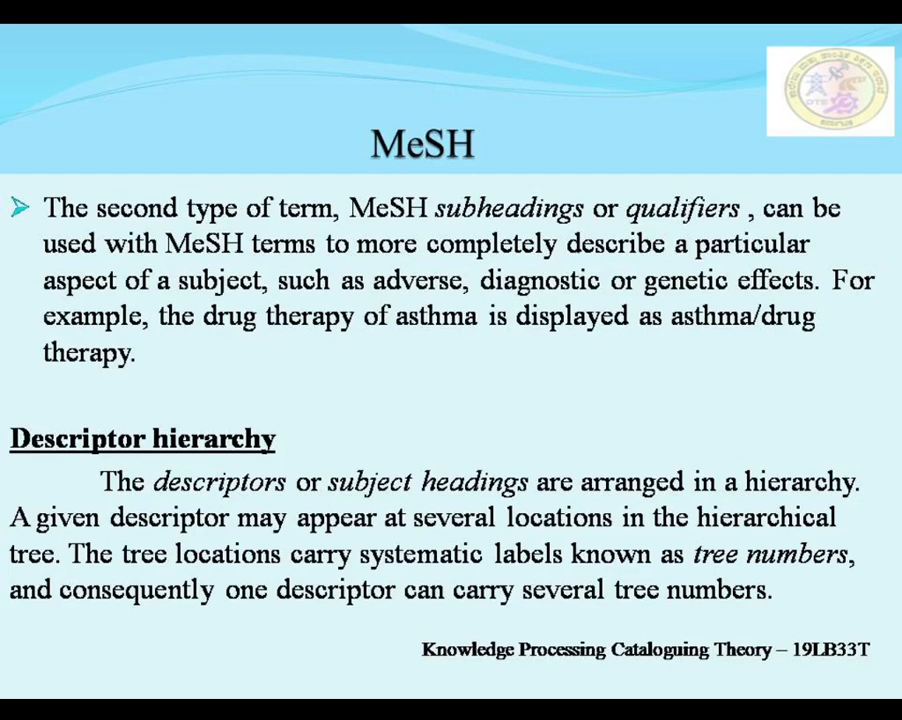 MeSH
The second type of term, MeSH subheadings or qualifiers , can be
used with MeSH terms to more completely describe a particular
aspect of a subject, such as adverse, diagnostic or genetic effects. For
example, the drug therapy of asthma is displayed as asthma/drug
therapy.
Descriptor hierarchy
The descriptors or subject headings are arranged in a hierarchy.
A given descriptor may appear at several locations in the hierarchical
tree. The tree locations carry systematic labels known as tree numbers,
and consequently one descriptor can carry several tree numbers.
Knowledge Processing Cataloguing Theory – 19LB33T